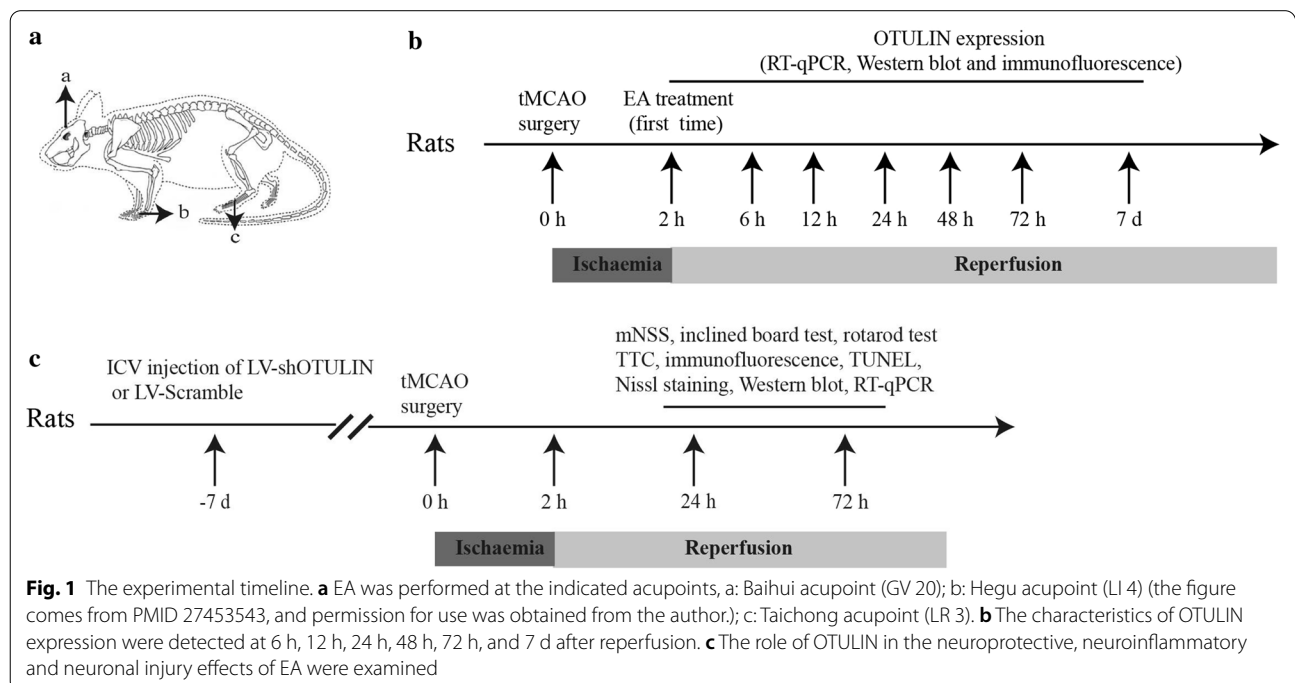 a
a
b
c
b
OTULIN expression
(RT-qPCR, Western blot and immunofluorescence)
tMCAO
surgery
EA treatment
(first time)
Rats
0 h
2 h
6 h
12 h
24 h
48 h
72 h
7 d
Ischaemia
Reperfusion
c
ICV injection of LV-shOTULIN
or LV-Scramble
tMCAO
surgery
mNSS, inclined board test, rotarod test
TTC, immunofluorescence, TUNEL,
Nissl staining, Western blot, RT-qPCR
Rats
-7 d
0 h
2 h
24 h
72 h
Ischaemia
Reperfusion
Fig. 1 The experimental timeline. a EA was performed at the indicated acupoints, a: Baihui acupoint (GV 20); b: Hegu acupoint (LI 4) (the figure
comes from PMID 27453543, and permission for use was obtained from the author.); c: Taichong acupoint (LR 3). b The characteristics of OTULIN
expression were detected at 6 h, 12 h, 24 h, 48 h, 72 h, and 7 d after reperfusion. c The role of OTULIN in the neuroprotective, neuroinflammatory
and neuronal injury effects of EA were examined